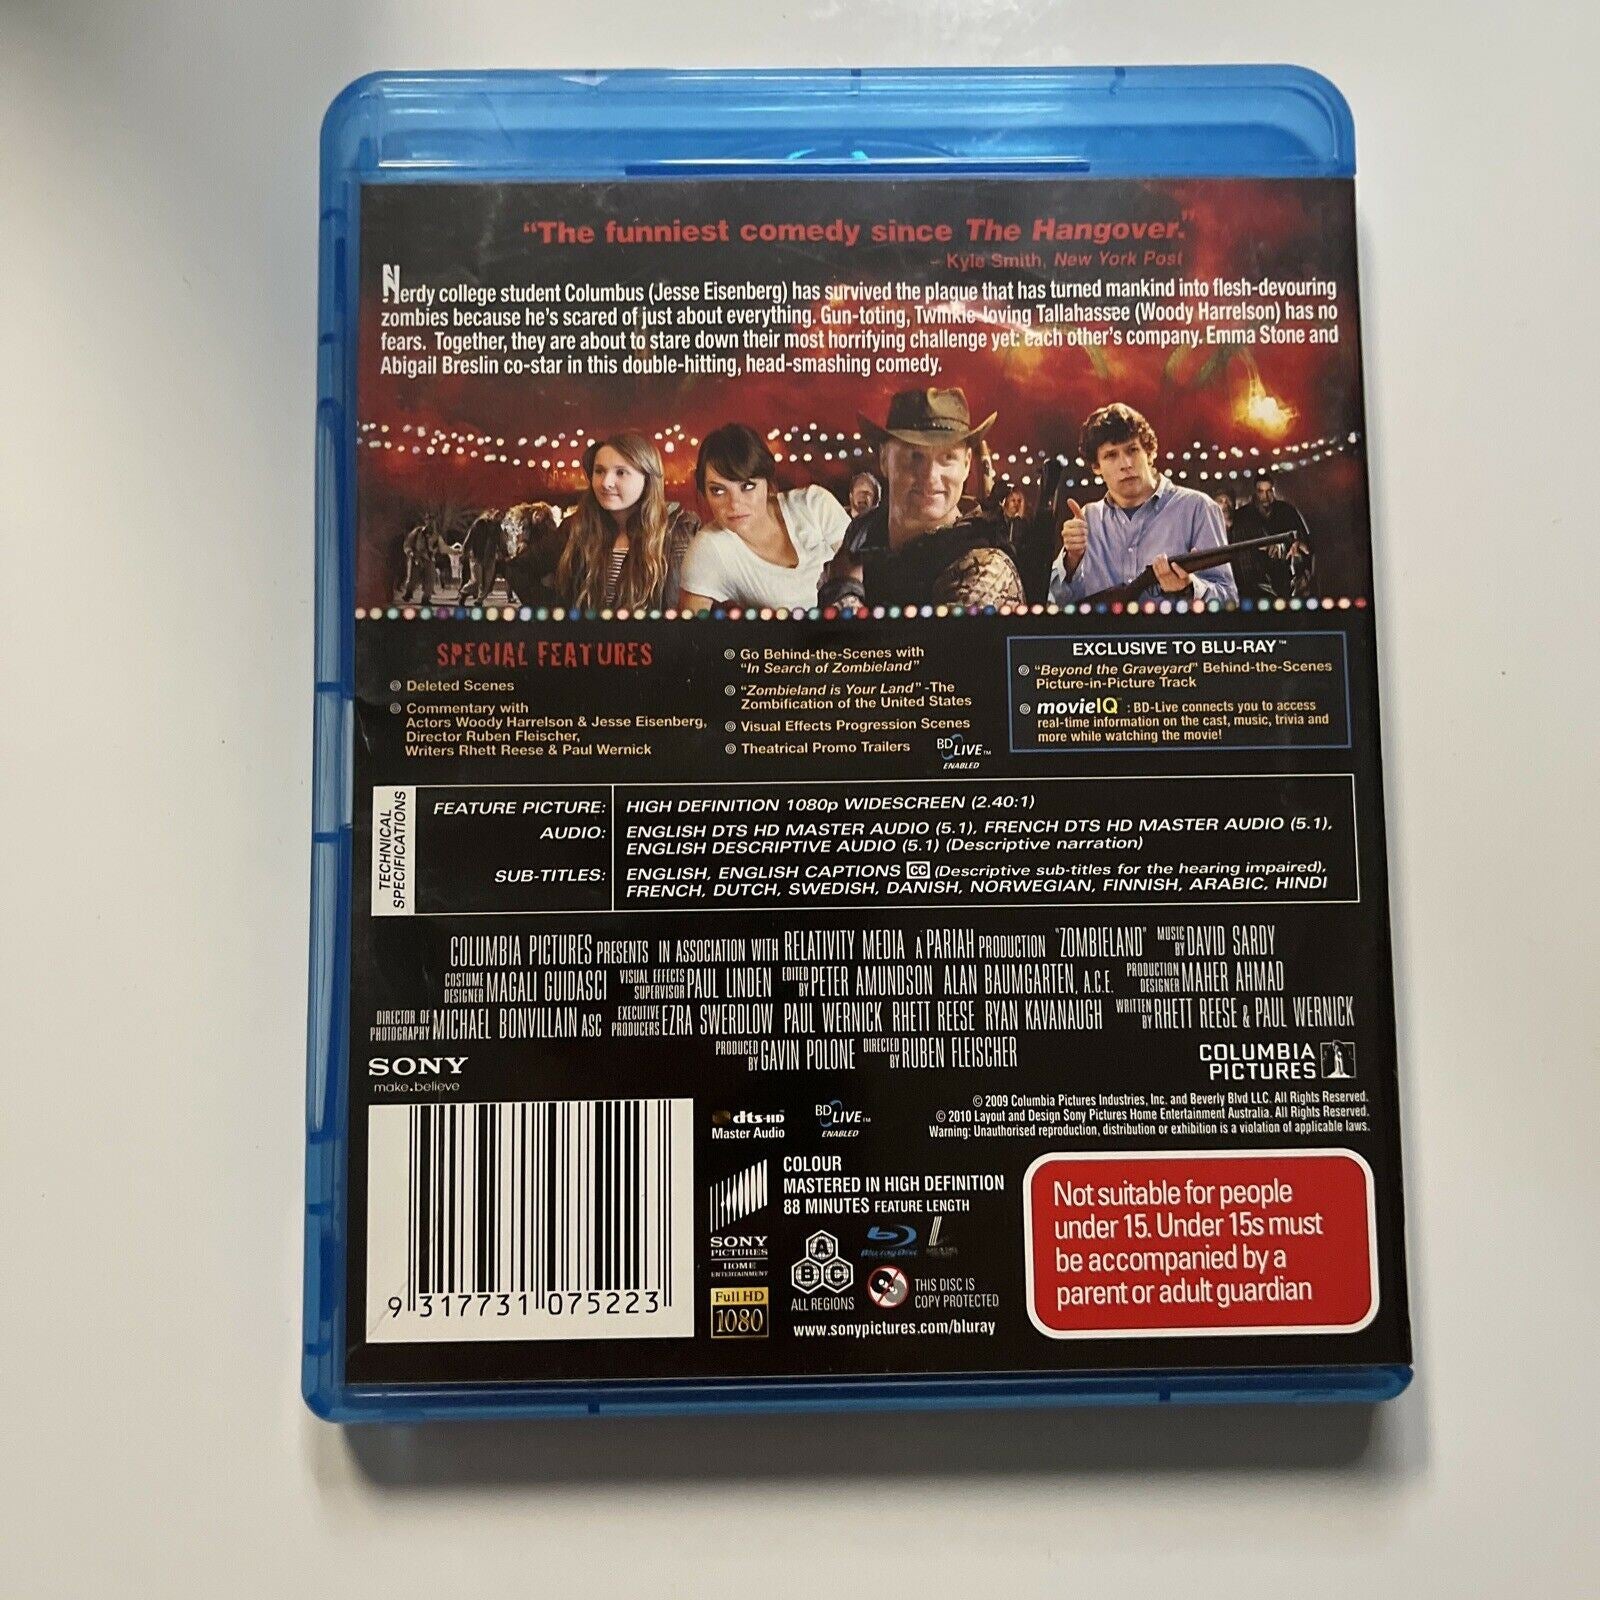 “The funniest comedy since The Hangover.”
– Kyle Smith, New York Post
Nerdy college student Columbus (Jesse Eisenberg) has survived the plague that has turned mankind into flesh-devouring
zombies because he's scared of just about everything. Gun-toting, Twinkie-loving Tallahassee (Woody Harrelson) has no
fears. Together, they are about to stare down their most horrifying challenge yet: each other's company. Emma Stone and
Abigail Breslin co-star in this double-hitting, head-smashing comedy.
SPECIAL FEATURES
Deleted Scenes
Commentary with
Actors Woody Harrelson & Jesse Eisenberg,
Director Ruben Fleischer,
Writers Rhett Reese & Paul Wernick
Go Behind-the-Scenes with
“In Search of Zombieland”
“Zombieland is Your Land” -The
Zombification of the United States
Visual Effects Progression Scenes
Theatrical Promo Trailers
BD LIVE™
ENABLED
EXCLUSIVE TO BLU-RAY™
“Beyond the Graveyard” Behind-the-Scenes
Picture-in-Picture Track
movieIQ : BD-Live connects you to access
real-time information on the cast, music, trivia and
more while watching the movie!
TECHNICAL
SPECIFICATIONS
FEATURE PICTURE: HIGH DEFINITION 1080p WIDESCREEN (2.40:1)
AUDIO: ENGLISH DTS HD MASTER AUDIO (5.1), FRENCH DTS HD MASTER AUDIO (5.1),
ENGLISH DESCRIPTIVE AUDIO (5.1) (Descriptive narration)
SUB-TITLES: ENGLISH, ENGLISH CAPTIONS CC (Descriptive sub-titles for the hearing impaired),
FRENCH, DUTCH, SWEDISH, DANISH, NORWEGIAN, FINNISH, ARABIC, HINDI
COLUMBIA PICTURES PRESENTS IN ASSOCIATION WITH RELATIVITY MEDIA A PARIAH PRODUCTION "ZOMBIELAND" MUSIC BY DAVID SARDY
COSTUME DESIGNER MAGALI GUIDASCI VISUAL EFFECTS SUPERVISOR PAUL LINDEN EDITED BY PETER AMUNDSON ALAN BAUMGARTEN, A.C.E. PRODUCTION DESIGNER MAHER AHMAD
DIRECTOR OF PHOTOGRAPHY MICHAEL BONVILLAIN ASC EXECUTIVE PRODUCERS EZRA SWERDLOW PAUL WERNICK RHETT REESE RYAN KAVANAUGH WRITTEN BY RHETT REESE & PAUL WERNICK
PRODUCED BY GAVIN POLONE DIRECTED BY RUBEN FLEISCHER
SONY
make.believe
COLUMBIA
PICTURES
© 2009 Columbia Pictures Industries, Inc. and Beverly Blvd LLC. All Rights Reserved.
© 2010 Layout and Design Sony Pictures Home Entertainment Australia. All Rights Reserved.
Warning: Unauthorised reproduction, distribution or exhibition is a violation of applicable laws.
dts-HD
Master Audio
BD LIVE™
ENABLED
COLOUR
MASTERED IN HIGH DEFINITION
88 MINUTES FEATURE LENGTH
SONY
PICTURES
HOME
ENTERTAINMENT
Full HD
1080
A
B C
ALL REGIONS
Blu-ray Disc
THIS DISC IS
COPY PROTECTED
www.sonypictures.com/bluray
Not suitable for people
under 15. Under 15s must
be accompanied by a
parent or adult guardian
9 317731 075223